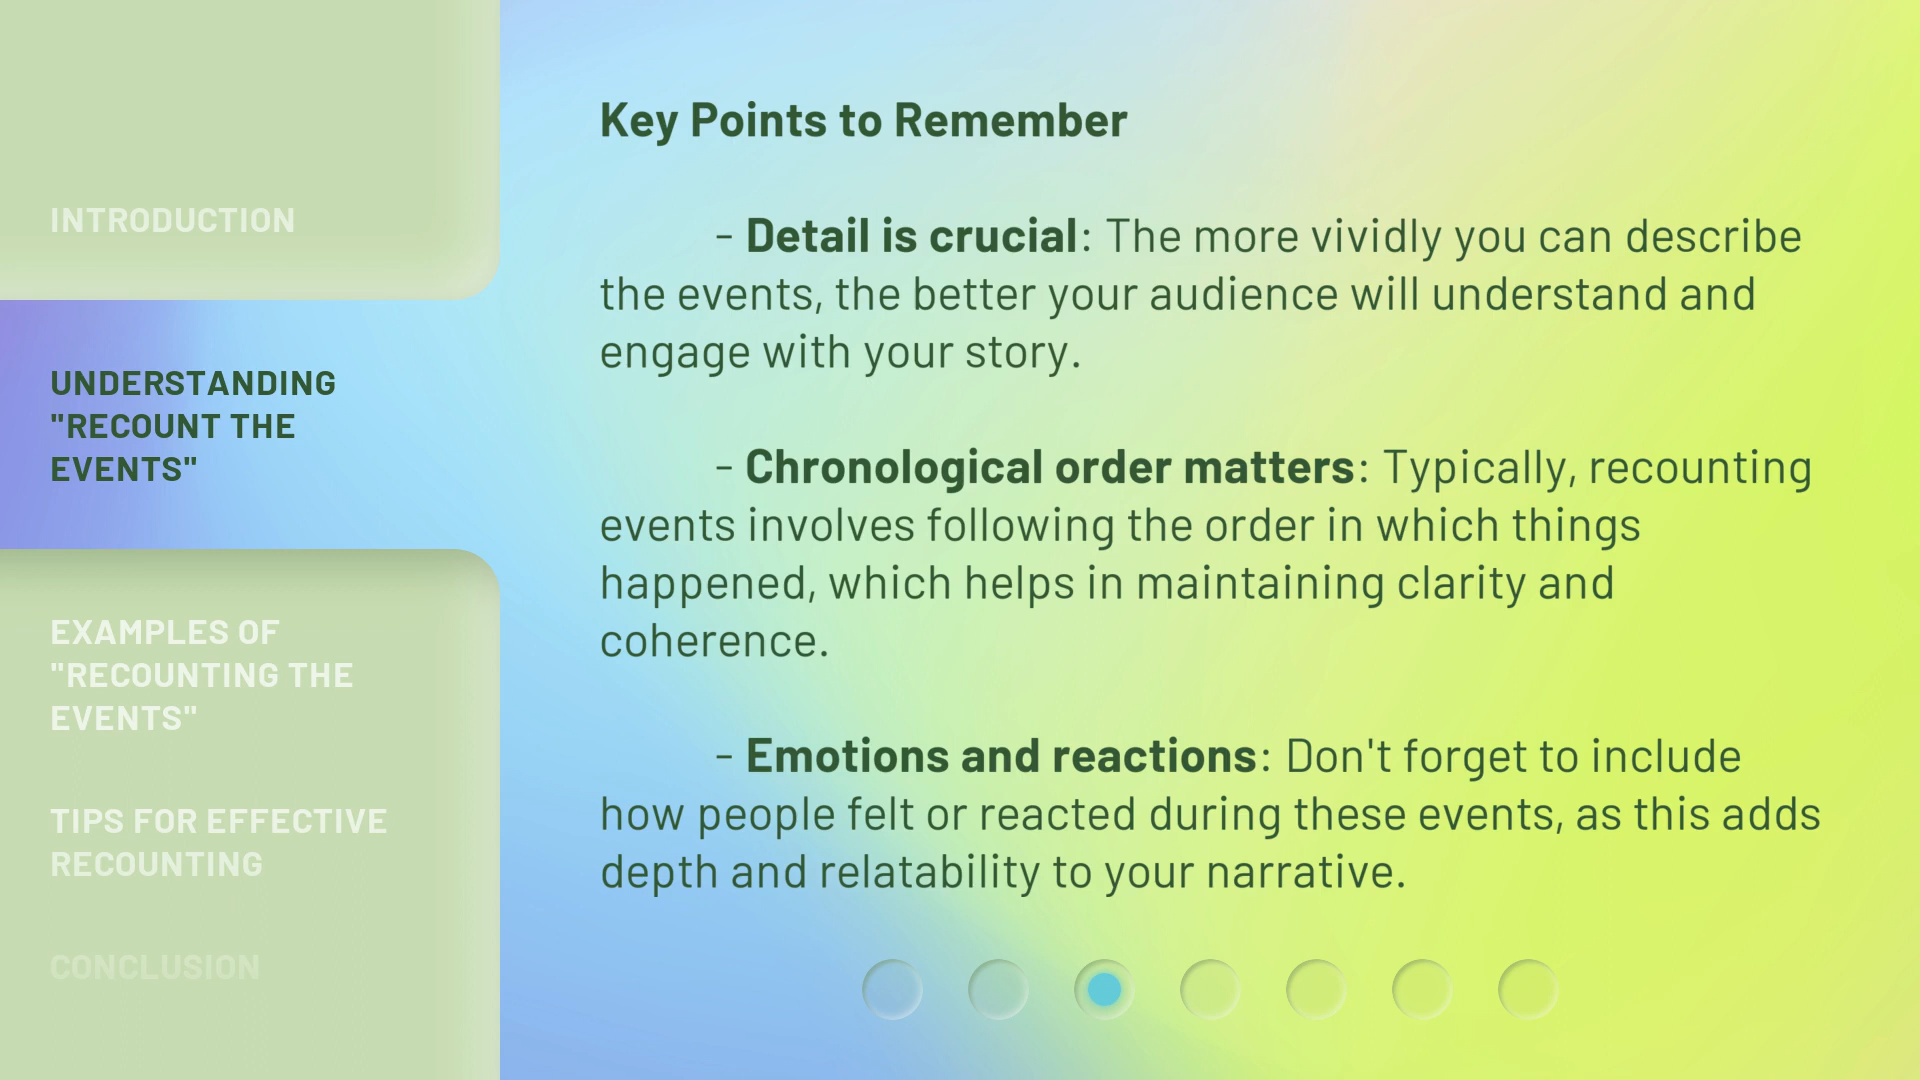 INTRODUCTION
UNDERSTANDING
"RECOUNT THE
EVENTS"
EXAMPLES OF
"RECOUNTING THE
EVENTS"
TIPS FOR EFFECTIVE
RECOUNTING
CONCLUSION
Key Points to Remember
- Detail is crucial: The more vividly you can describe
the events, the better your audience will understand and
engage with your story.
- Chronological order matters: Typically, recounting
events involves following the order in which things
happened, which helps in maintaining clarity and
coherence.
- Emotions and reactions: Don't forget to include
how people felt or reacted during these events, as this adds
depth and relatability to your narrative.